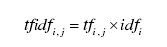 tfidf_{i,j} = tf_{i,j} × idf_i